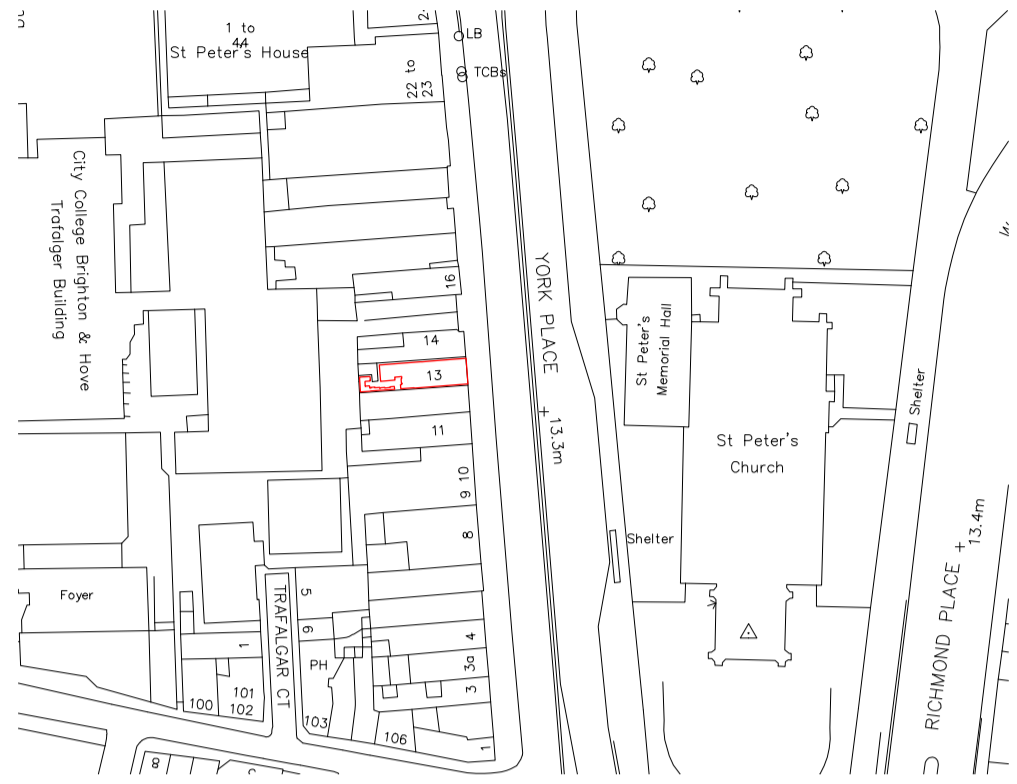 1 to
44
St Peter's House
22 to
23
LB
TCBs
City College Brighton & Hove
Trafalger Building
16
14
13
11
9 10
8
YORK PLACE
+ 13.3m
St Peter's
Memorial Hall
St Peter's
Church
Shelter
Shelter
RICHMOND PLACE
+ 13.4m
Foyer
TRAFALGAR CT
5
6
PH
1
100
101
102
103
106
4
3a
3
1
8